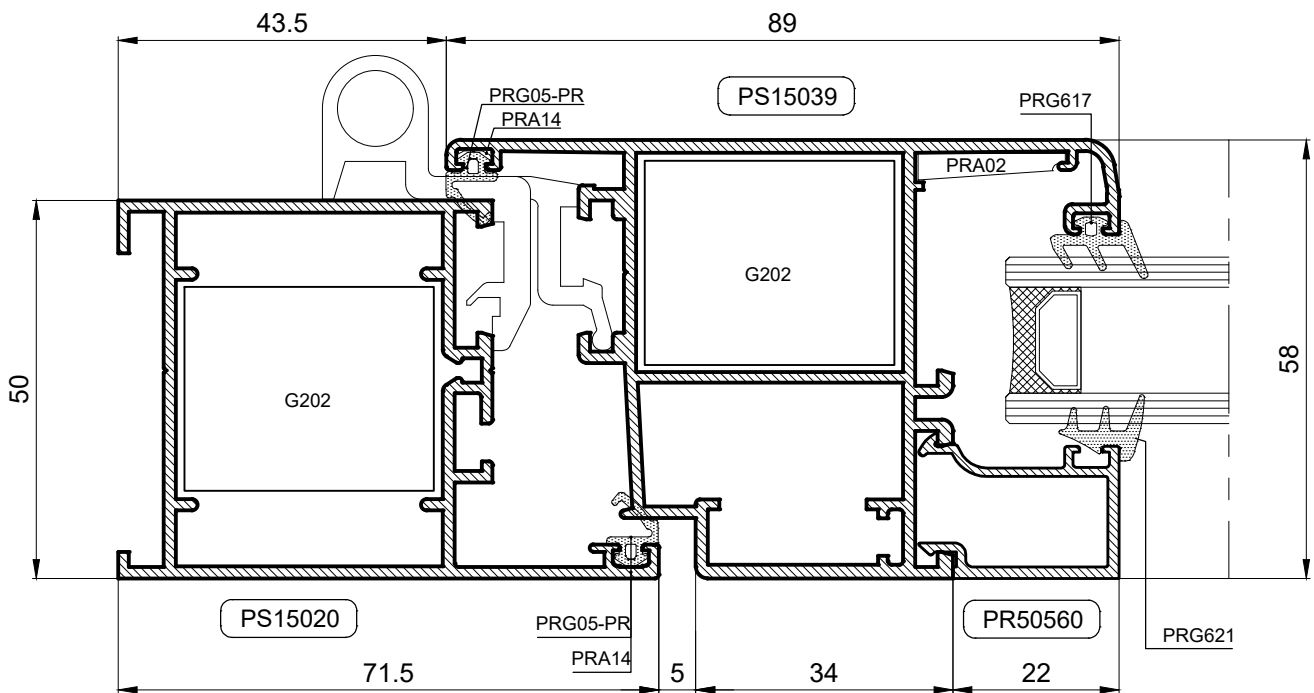 43.5
89
PRG05-PR
PRA14
PS15039
PRG617
PRA02
G202
G202
50
58
PS15020
PRG05-PR
PRA14
PR50560
PRG621
71.5
5
34
22